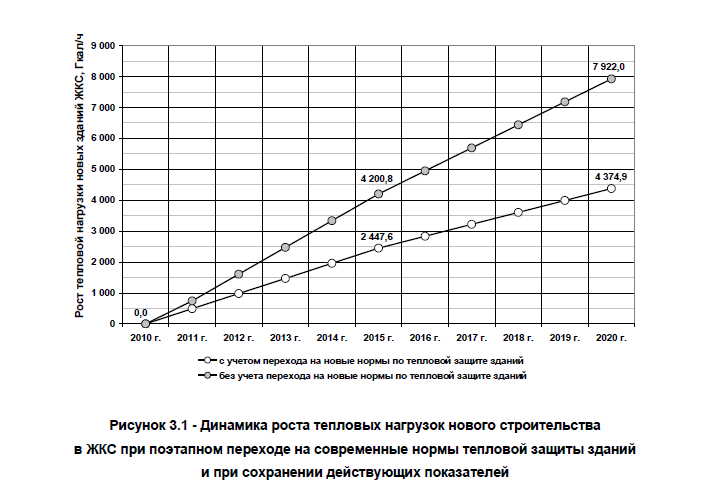 Рост тепловой нагрузки новых зданий ЖКС, Гкал/ч
9 000
8 000
7 000
6 000
5 000
4 000
3 000
2 000
1 000
0
7 922,0
4 200,8
4 374,9
2 447,6
0,0
2010 г. 2011 г. 2012 г. 2013 г. 2014 г. 2015 г. 2016 г. 2017 г. 2018 г. 2019 г. 2020 г.
с учетом перехода на новые нормы по тепловой защите зданий
без учета перехода на новые нормы по тепловой защите зданий
Рисунок 3.1 - Динамика роста тепловых нагрузок нового строительства
в ЖКС при поэтапном переходе на современные нормы тепловой защиты зданий
и при сохранении действующих показателей